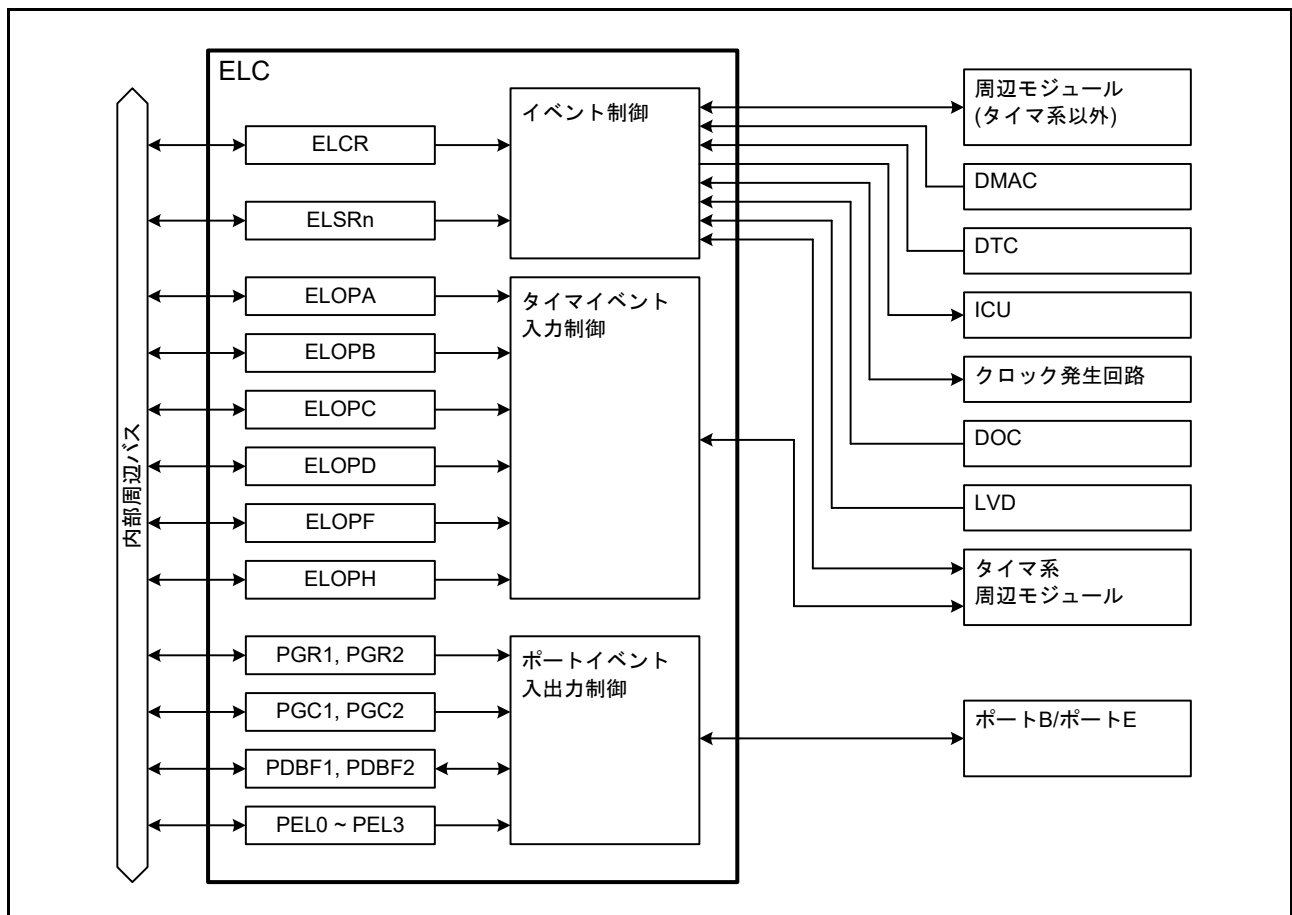 ELC
内部周辺バス
ELCR
ELSRn
ELOPA
ELOPB
ELOPC
ELOPD
ELOPF
ELOPH
PGR1, PGR2
PGC1, PGC2
PDBF1, PDBF2
PEL0 ~ PEL3
イベント制御
タイマイベント
入力制御
ポートイベント
入出力制御
周辺モジュール
(タイマ系以外)
DMAC
DTC
ICU
クロック発生回路
DOC
LVD
タイマ系
周辺モジュール
ポートB/ポートE